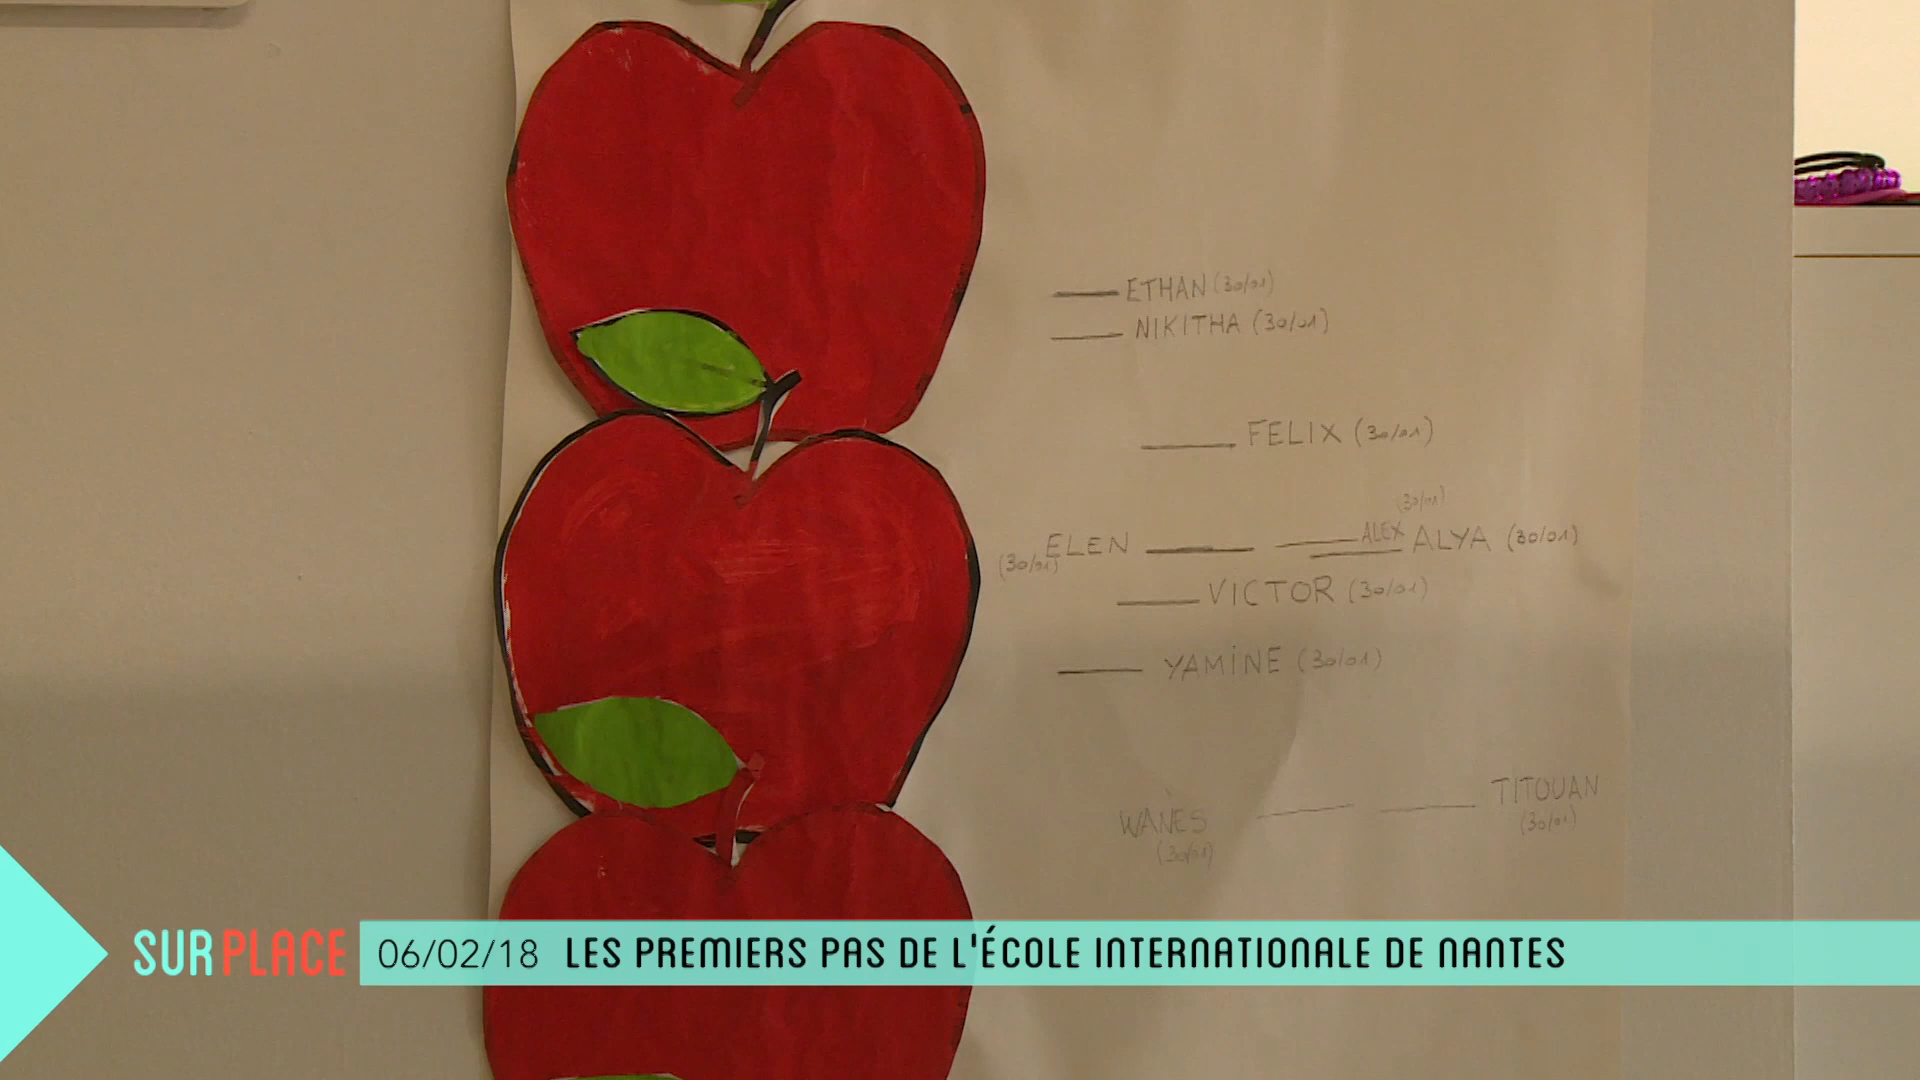 ETHAN (30/01)
NIKITHA (30/01)
FELIX (30/01)
(30/01)
ELEN ALEX ALYA (30/01)
(30/01)
VICTOR (30/01)
YAMINE (30/01)
TITOUAN
(30/01)
WANÈS
(30/01)
SUR PLACE 06/02/18 LES PREMIERS PAS DE L'ÉCOLE INTERNATIONALE DE NANTES